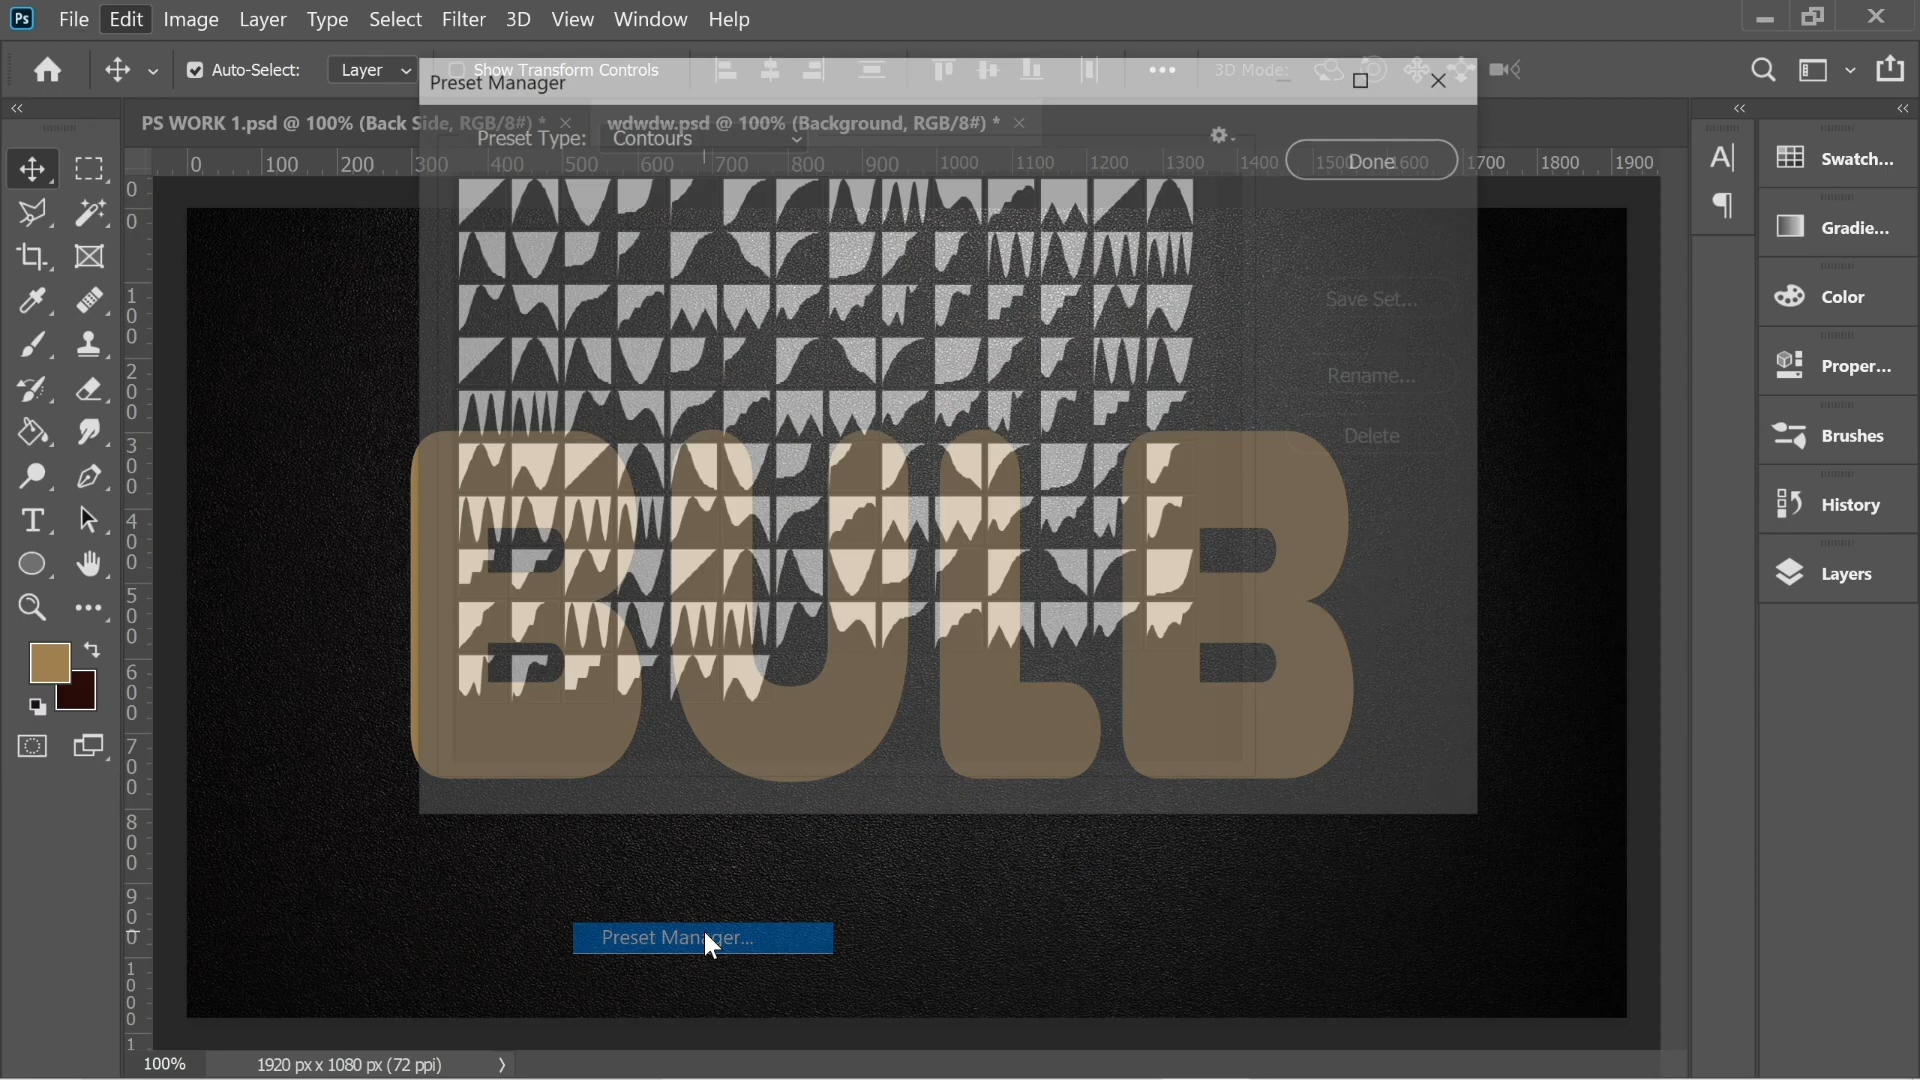 Ps File Edit Image Layer Type Select Filter 3D View Window Help
Auto-Select: Layer Show Transform Controls ••• 3D Mode:
Preset Manager
PS WORK 1.psd @ 100% (Back Side, RGB/8#) * wdwdw.psd @ 100% (Background, RGB/8#) *
Preset Type: Contours
Done
0 100 200 300 400 500 600 700 800 900 1000 1100 1200 1300 1400 1500 1600 1700 1800 1900
Swatch...
Gradie...
Color
Proper...
Brushes
History
Layers
Save Set...
Rename...
Delete
BULB
Preset Manager...
0
0
100
200
300
400
500
600
700
800
900
1000
1
100% 1920 px x 1080 px (72 ppi)